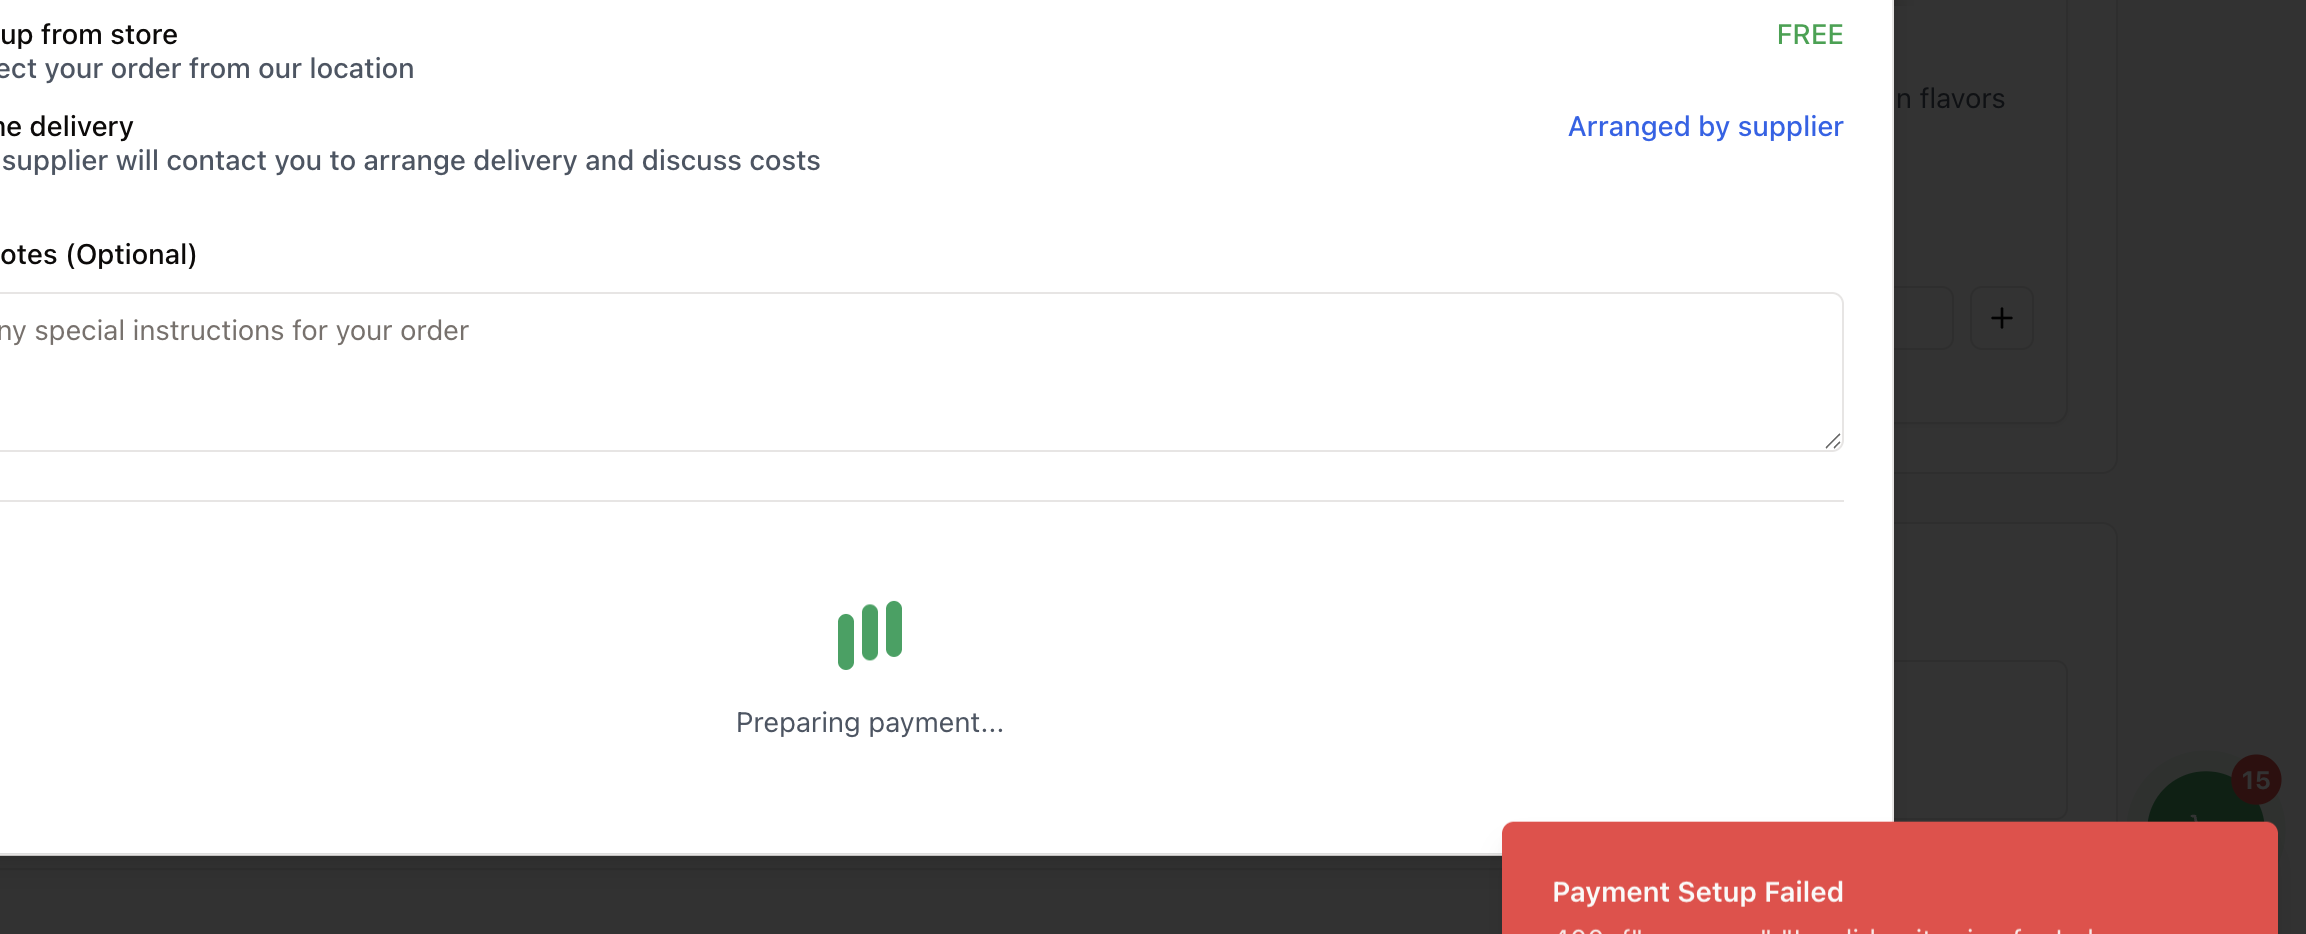 up from store
FREE
ect your order from our location
n flavors
ne delivery
Arranged by supplier
supplier will contact you to arrange delivery and discuss costs
otes (Optional)
ny special instructions for your order
+
Preparing payment...
15
Payment Setup Failed